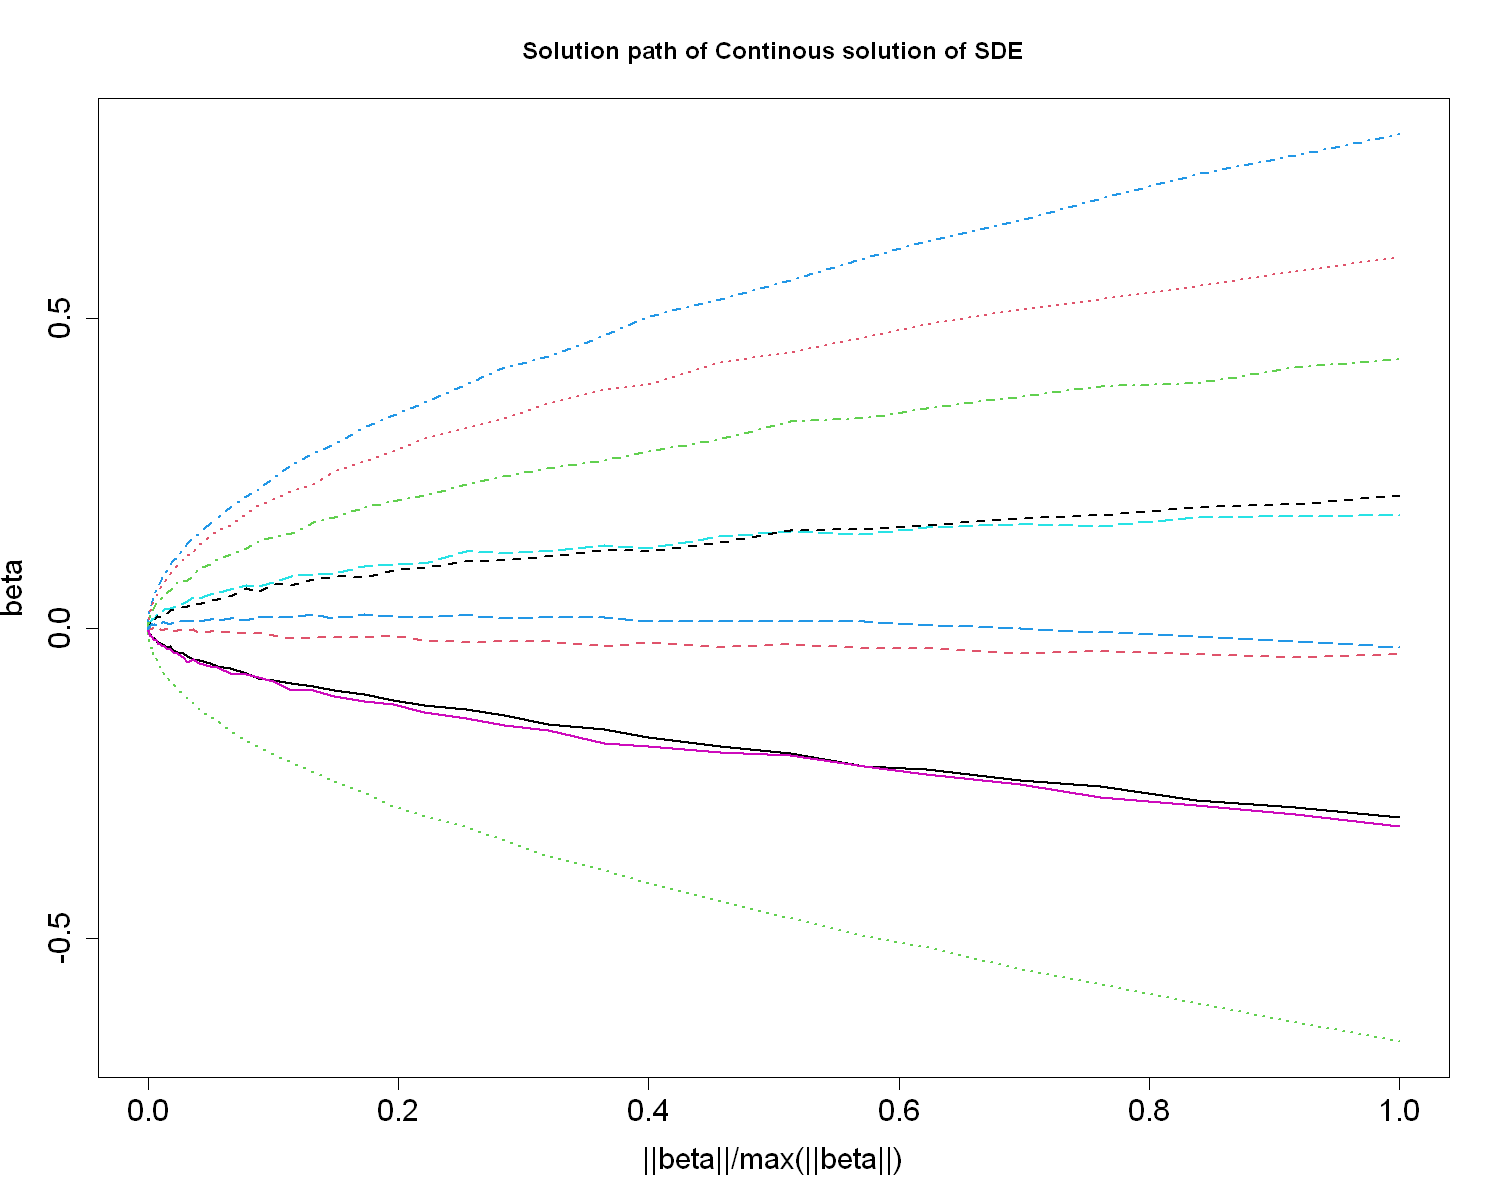 Solution path of Continous solution of SDE
beta
0.5
0.0
-0.5
0.0 0.2 0.4 0.6 0.8 1.0
||beta||/max(||beta||)